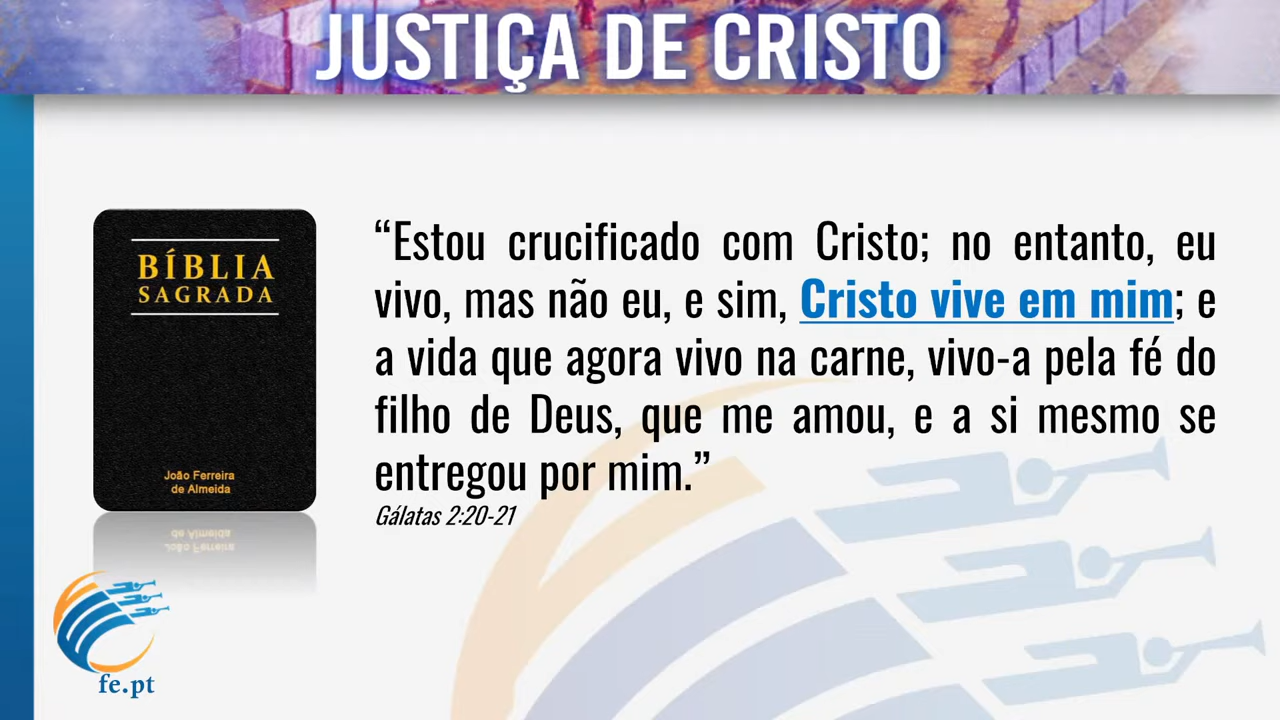 JUSTIÇA DE CRISTO
BÍBLIA
SAGRADA
João Ferreira
de Almeida
“Estou crucificado com Cristo; no entanto, eu
vivo, mas não eu, e sim, Cristo vive em mim; e
a vida que agora vivo na carne, vivo-a pela fé do
filho de Deus, que me amou, e a si mesmo se
entregou por mim.”
Gálatas 2:20-21
fe.pt